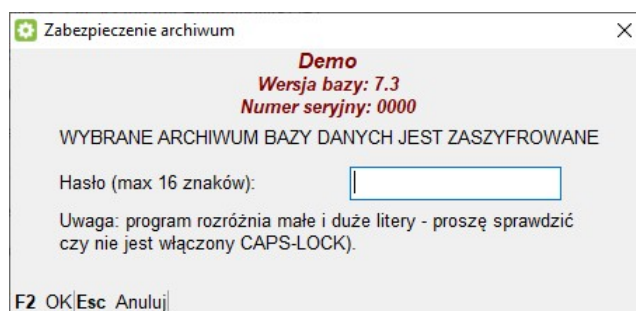 Zabezpieczenie archiwum
Demo
Wersja bazy: 7.3
Numer seryjny: 0000
WYBRANE ARCHIWUM BAZY DANYCH JEST ZASZYFROWANE
Hasło (max 16 znaków):
Uwaga: program rozróżnia małe i duże litery - proszę sprawdzić
czy nie jest włączony CAPS-LOCK).
F2 OK|Esc Anuluj|